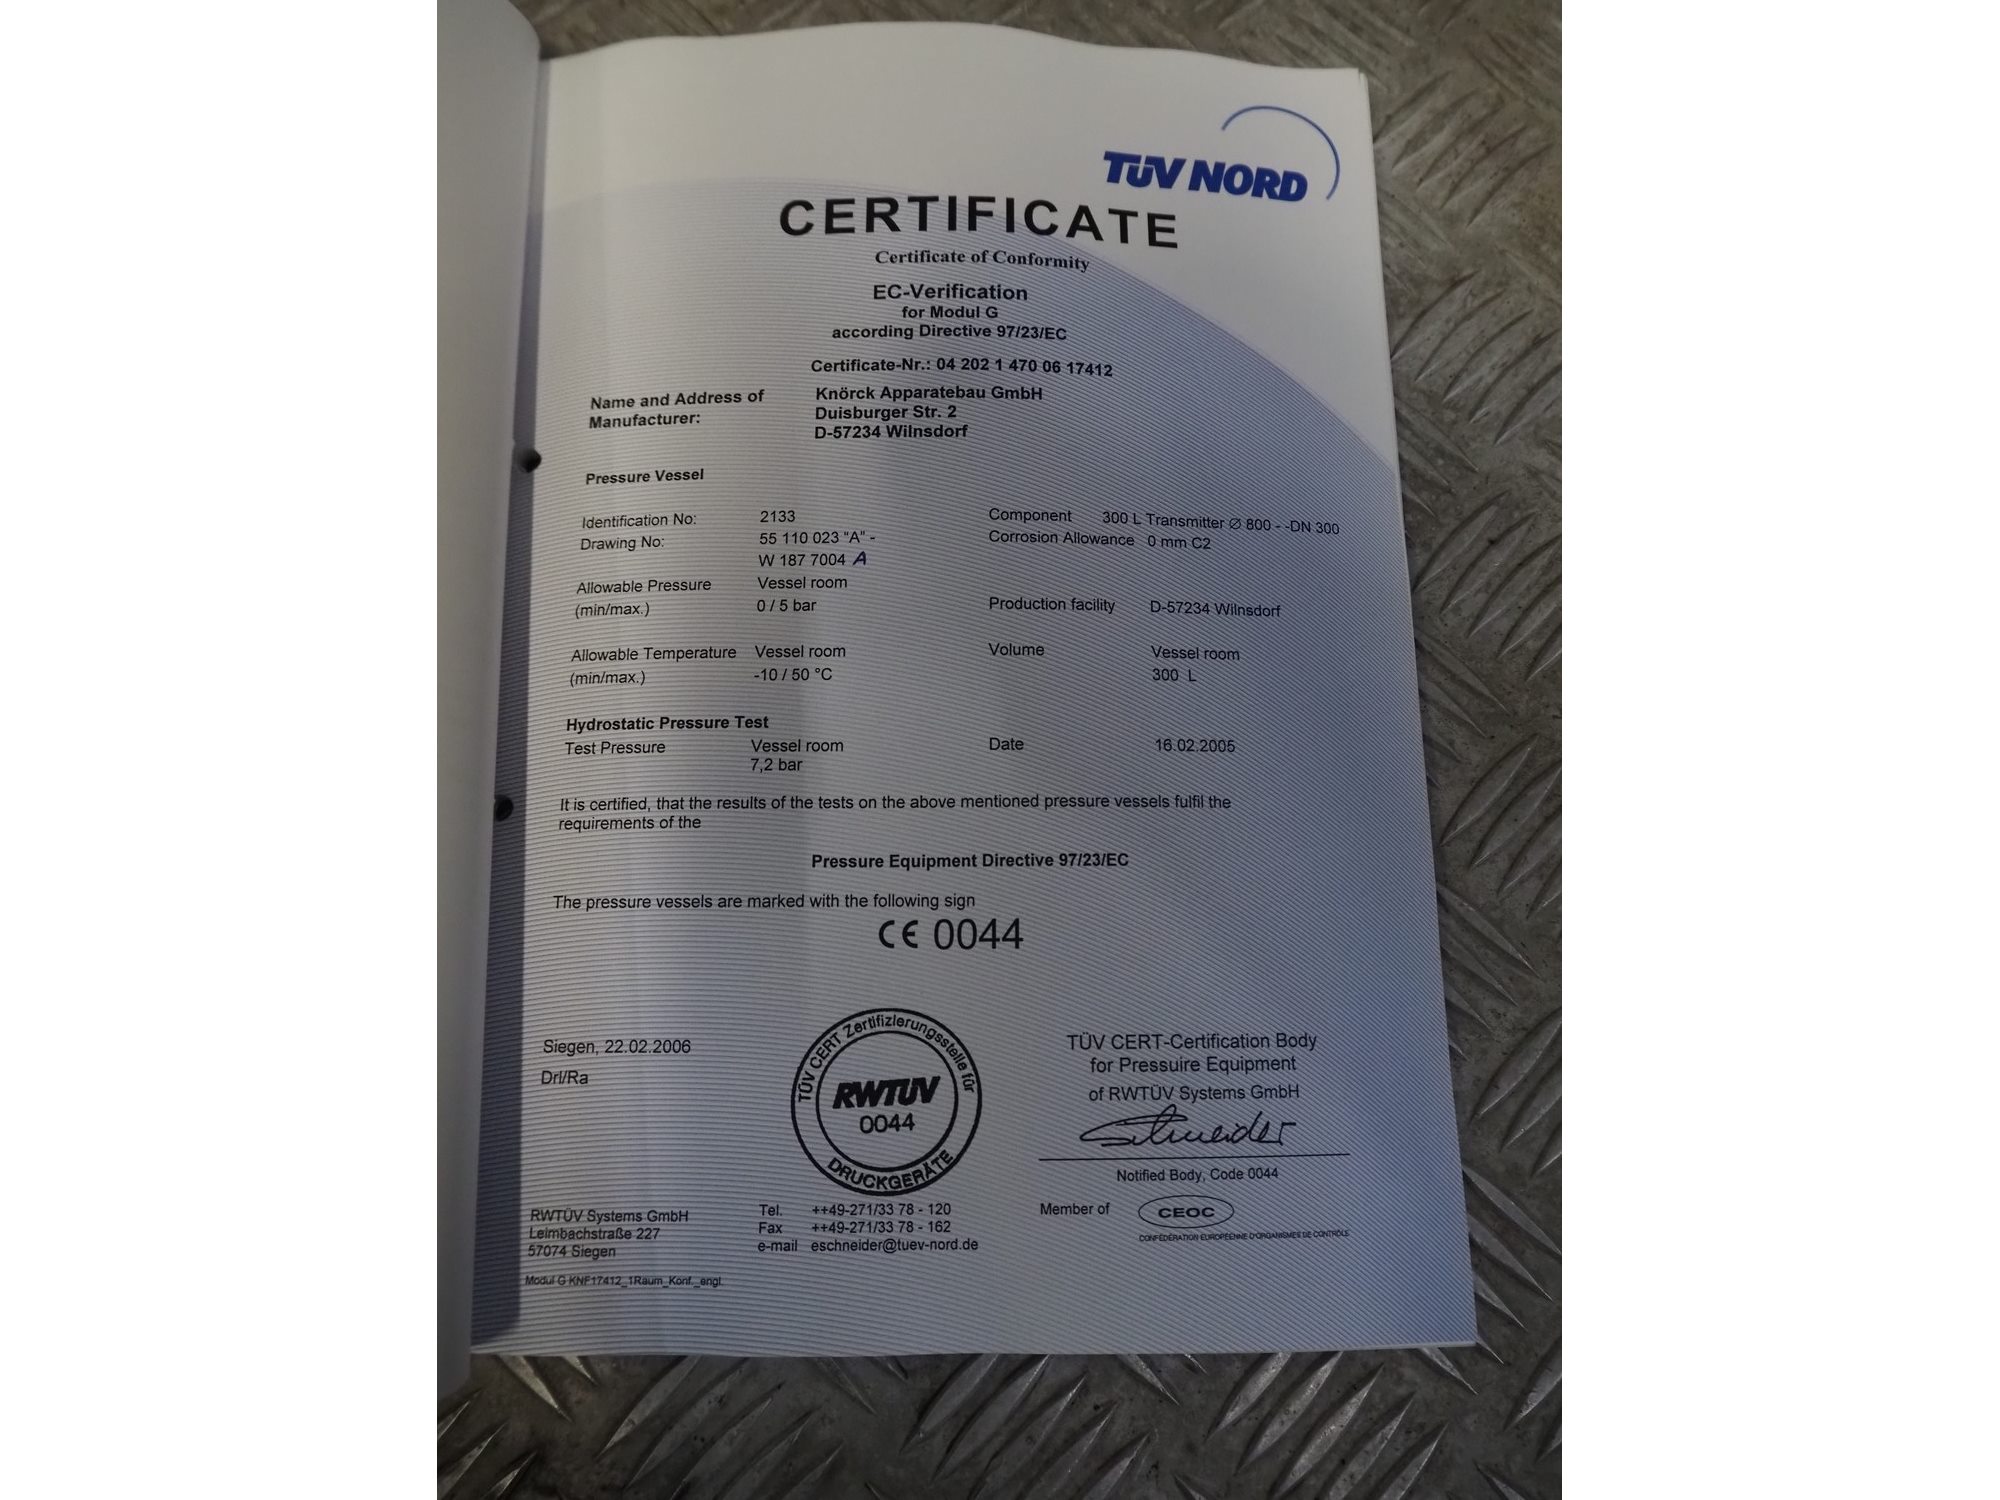 TÜV NORD
CERTIFICATE
Certificate of Conformity
EC-Verification
for Modul G
according Directive 97/23/EC
Certificate-Nr.: 04 202 1 470 06 17412
Name and Address of Manufacturer:
Knörck Apparatebau GmbH
Duisburger Str. 2
D-57234 Wilnsdorf
Pressure Vessel
Identification No: 2133 Component 300 L Transmitter Ø 800 - -DN 300
Drawing No: 55 110 023 "A" - Corrosion Allowance 0 mm C2
W 187 7004 A
Allowable Pressure Vessel room
(min/max.) 0 / 5 bar Production facility D-57234 Wilnsdorf
Allowable Temperature Vessel room Volume Vessel room
(min/max.) -10 / 50 °C 300 L
Hydrostatic Pressure Test
Test Pressure Vessel room Date 16.02.2005
7,2 bar
It is certified, that the results of the tests on the above mentioned pressure vessels fulfil the
requirements of the
Pressure Equipment Directive 97/23/EC
The pressure vessels are marked with the following sign
CE 0044
Siegen, 22.02.2006
Drl/Ra
TÜV CERT Zertifizierungsstelle für
RWTÜV
0044
DRUCKGERÄTE
TÜV CERT-Certification Body
for Pressuire Equipment
of RWTÜV Systems GmbH
Schneider
Notified Body, Code 0044
RWTÜV Systems GmbH
Leimbachstraße 227
57074 Siegen
Tel. ++49-271/33 78 - 120
Fax ++49-271/33 78 - 162
e-mail eschneider@tuev-nord.de
Member of CEOC
CONFÉDÉRATION EUROPÉENNE D'ORGANISMES DE CONTRÔLE
Modul G KNF17412_1Raum_Konf._engl.